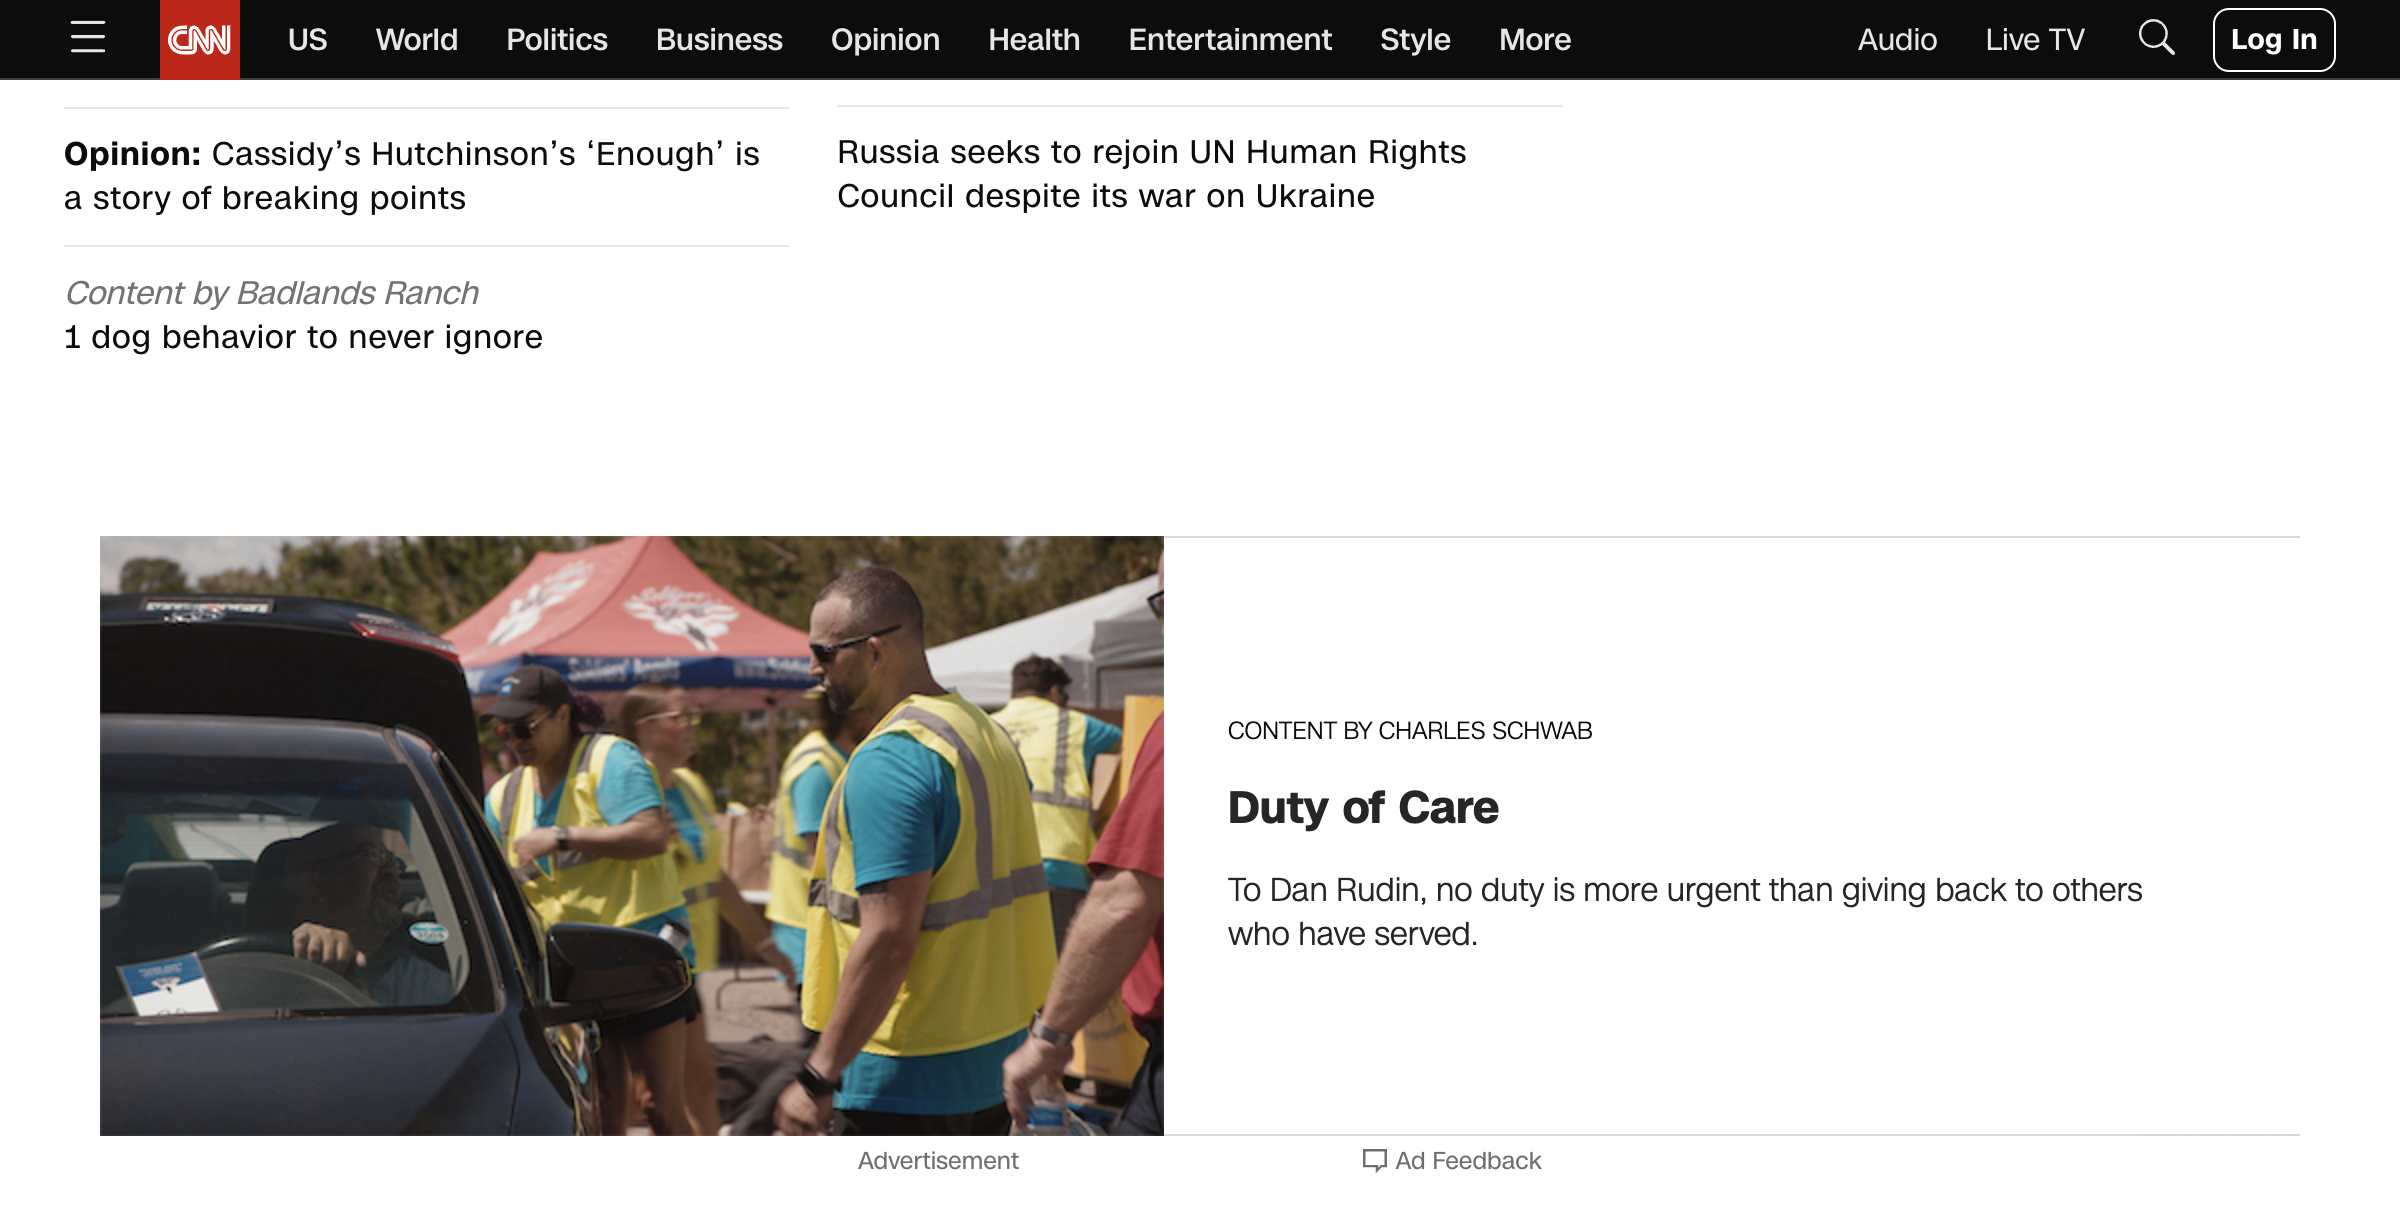 CNN
US World Politics Business Opinion Health Entertainment Style More Audio Live TV Log In
Opinion: Cassidy’s Hutchinson’s ‘Enough’ is
a story of breaking points
Content by Badlands Ranch
1 dog behavior to never ignore
Russia seeks to rejoin UN Human Rights
Council despite its war on Ukraine
Soldiers' Angels
CONTENT BY CHARLES SCHWAB
Duty of Care
To Dan Rudin, no duty is more urgent than giving back to others
who have served.
Advertisement
Ad Feedback